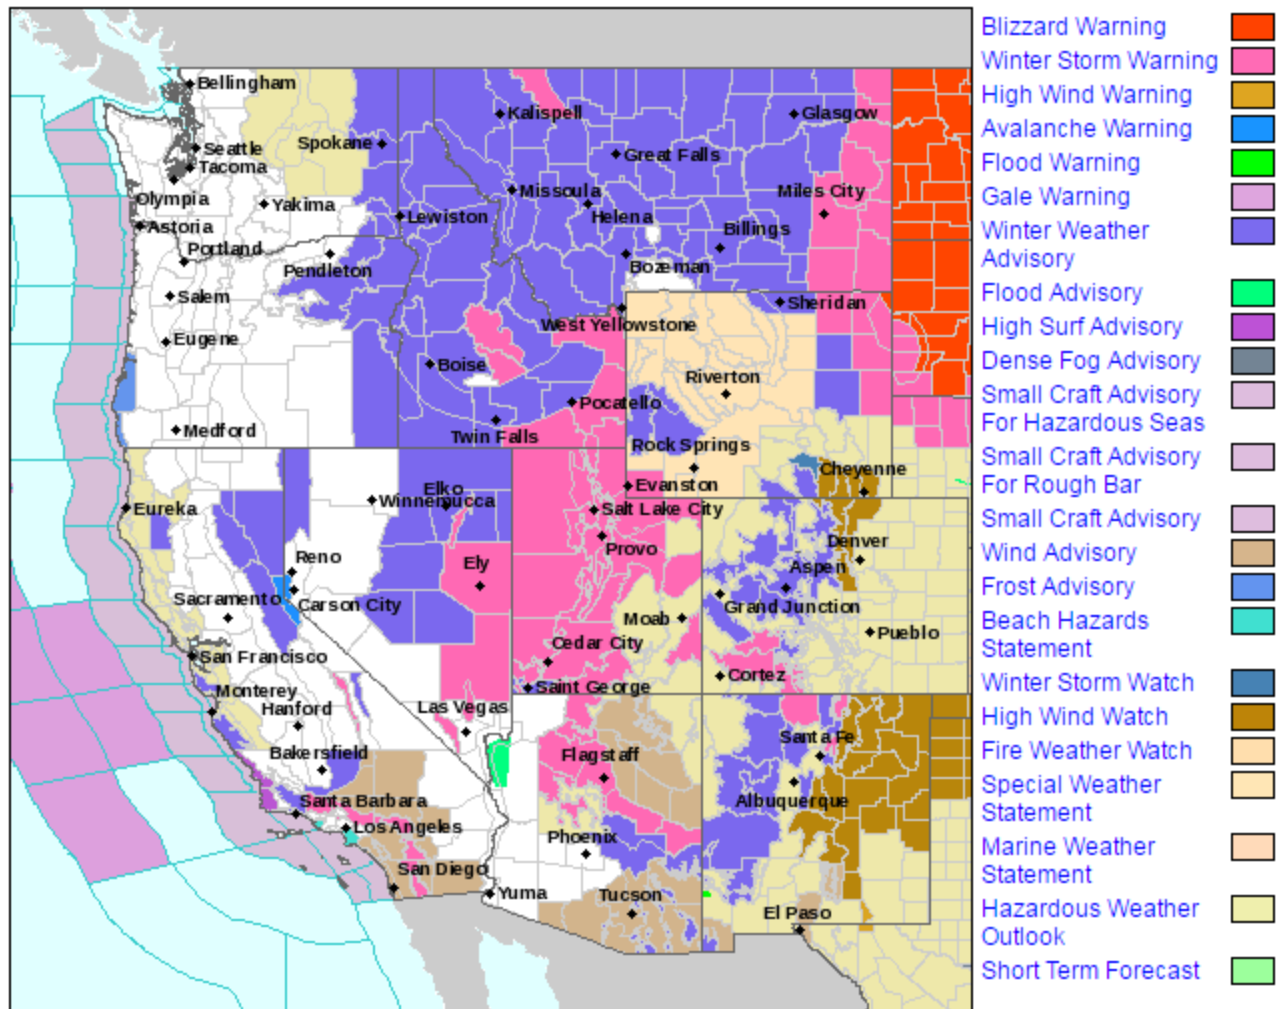 Bellingham
Seattle
Tacoma
Olympia
Yakima
Astoria
Portland
Pendleton
Salem
Eugene
Medford
Spokane
Lewiston
Kalispell
Great Falls
Glasgow
Missoula
Helena
Miles City
Billings
Bozeman
West Yellowstone
Sheridan
Boise
Pocatello
Twin Falls
Riverton
Rock Springs
Evanston
Cheyenne
Eureka
Winnemucca
Elko
Reno
Carson City
Sacramento
San Francisco
Monterey
Hanford
Bakersfield
Santa Barbara
Los Angeles
San Diego
Ely
Las Vegas
Salt Lake City
Provo
Moab
Cedar City
Saint George
Denver
Aspen
Grand Junction
Pueblo
Cortez
Flagstaff
Phoenix
Yuma
Tucson
Santa Fe
Albuquerque
El Paso
Blizzard Warning
Winter Storm Warning
High Wind Warning
Avalanche Warning
Flood Warning
Gale Warning
Winter Weather
Advisory
Flood Advisory
High Surf Advisory
Dense Fog Advisory
Small Craft Advisory
For Hazardous Seas
Small Craft Advisory
For Rough Bar
Small Craft Advisory
Wind Advisory
Frost Advisory
Beach Hazards
Statement
Winter Storm Watch
High Wind Watch
Fire Weather Watch
Special Weather
Statement
Marine Weather
Statement
Hazardous Weather
Outlook
Short Term Forecast